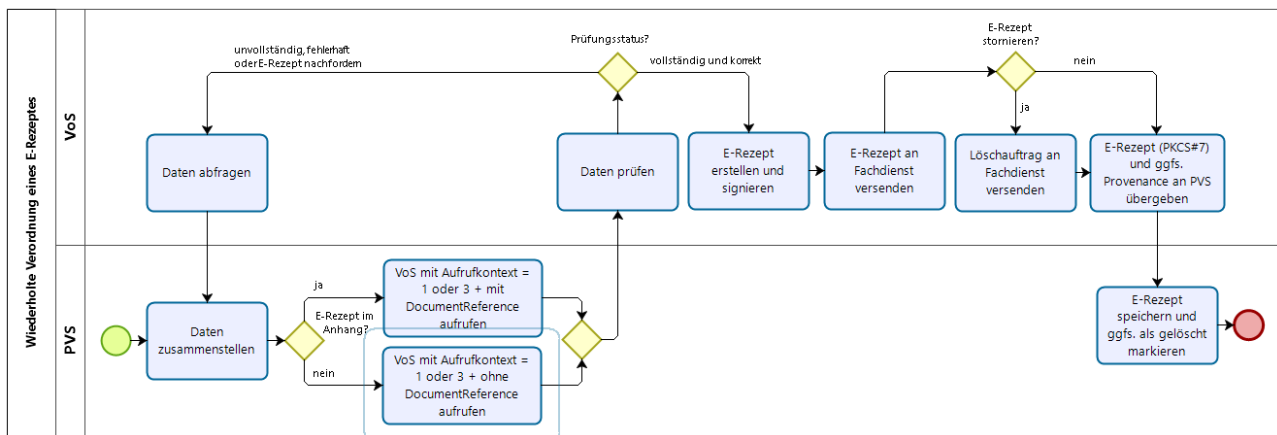 Wiederholte Verordnung eines E-Rezeptes
VoS
unvollständig, fehlerhaft
oder E-Rezept nachfordern
Prüfungsstatus?
vollständig und korrekt
E-Rezept
stornieren?
nein
ja
Daten abfragen
Daten prüfen
E-Rezept
erstellen und
signieren
E-Rezept an
Fachdienst
versenden
Löschauftrag an
Fachdienst
versenden
E-Rezept (PKCS#7)
und ggfs.
Provenance an PVS
übergeben
PVS
Daten
zusammenstellen
E-Rezept im
Anhang?
ja
nein
VoS mit Aufrufkontext =
1 oder 3 + mit
DocumentReference
aufrufen
VoS mit Aufrufkontext =
1 oder 3 + ohne
DocumentReference
aufrufen
E-Rezept
speichern und
ggfs. als gelöscht
markieren